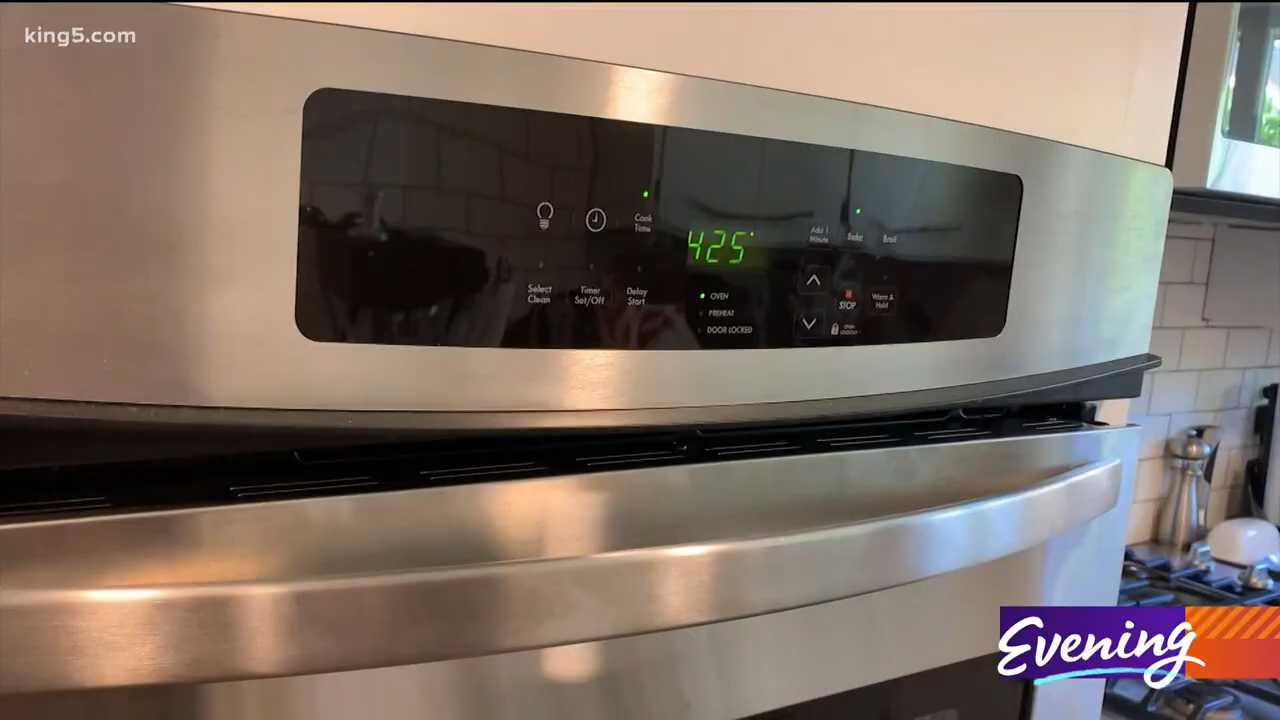 king5.com
Cook
Time
425°
Add 1
Minute
Bake
Broil
Select
Clean
Timer
Set/Off
Delay
Start
OVEN
PREHEAT
DOOR LOCKED
STOP
Warm &
Hold
Evening